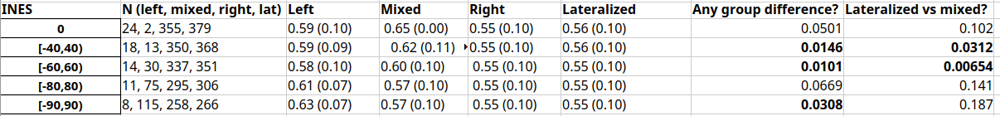 INES N (left, mixed, right, lat) Left Mixed Right Lateralized Any group difference? Lateralized vs mixed?
0 24, 2, 355, 379 0.59 (0.10) 0.65 (0.00) 0.55 (0.10) 0.56 (0.10) 0.0501 0.102
[-40,40) 18, 13, 350, 368 0.59 (0.09) 0.62 (0.11) 0.55 (0.10) 0.56 (0.10) 0.0146 0.0312
[-60,60) 14, 30, 337, 351 0.58 (0.10) 0.60 (0.10) 0.55 (0.10) 0.55 (0.10) 0.0101 0.00654
[-80,80) 11, 75, 295, 306 0.61 (0.07) 0.57 (0.10) 0.55 (0.10) 0.55 (0.10) 0.0669 0.141
[-90,90) 8, 115, 258, 266 0.63 (0.07) 0.57 (0.10) 0.55 (0.10) 0.55 (0.10) 0.0308 0.187